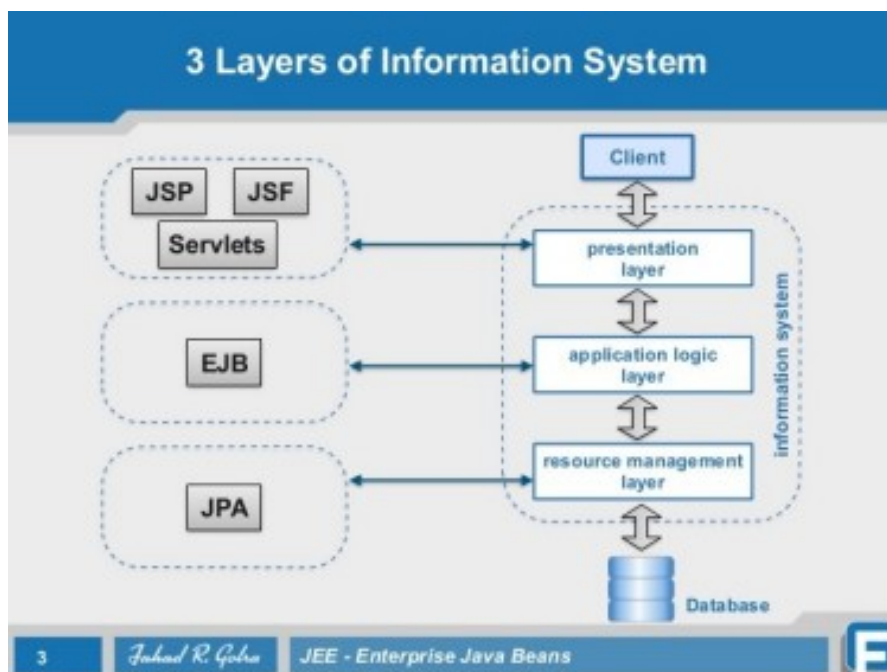 3 Layers of Information System
JSP
JSF
Servlets
EJB
JPA
Client
presentation
layer
application logic
layer
resource management
layer
information system
Database
3
Fahad R. Golra
JEE - Enterprise Java Beans